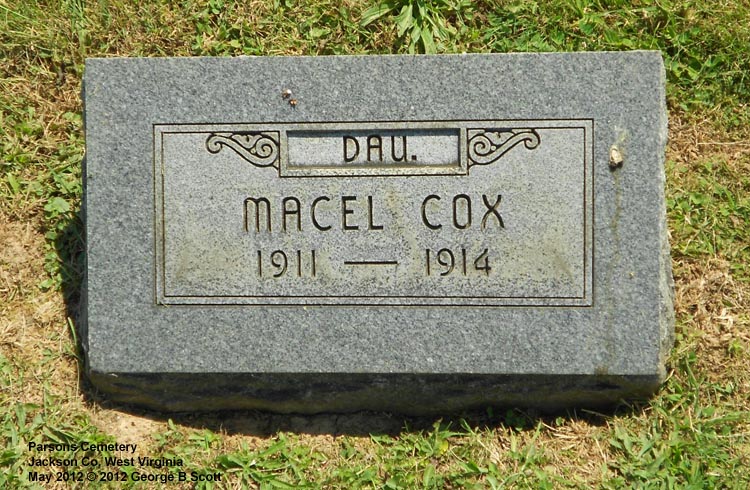 DAU.
MACEL COX
1911 — 1914
Parsons Cemetery
Jackson Co, West Virginia
May 2012 © 2012 George B Scott